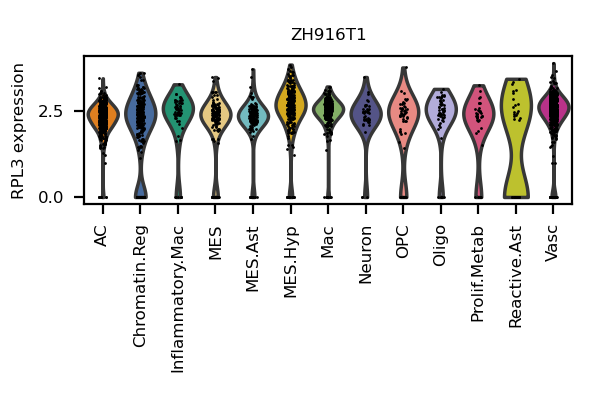 ZH916T1
RPL3 expression
2.5
0.0
AC
Chromatin.Reg
Inflammatory.Mac
MES
MES.Ast
MES.Hyp
Mac
Neuron
OPC
Oligo
Prolif.Metab
Reactive.Ast
Vasc